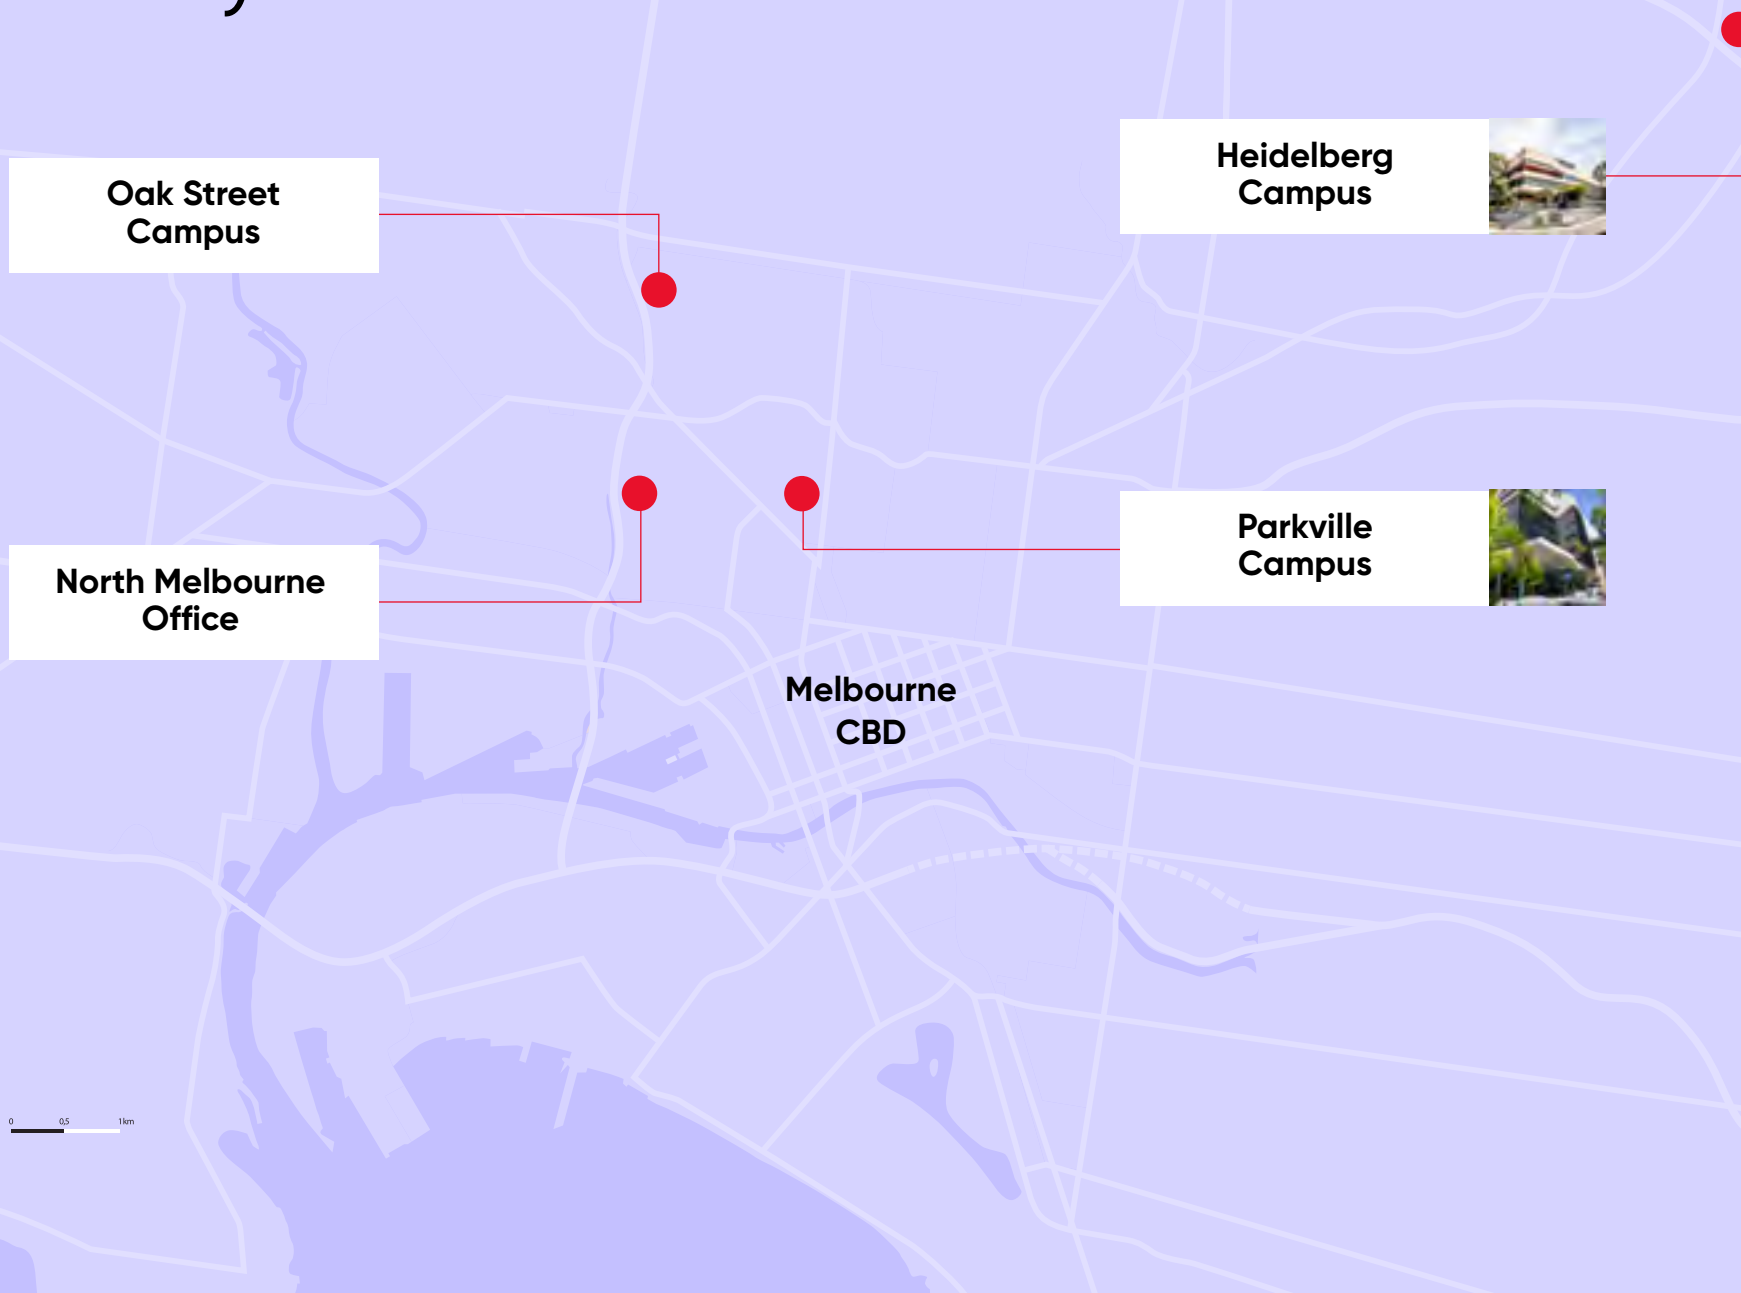 Oak Street
Campus
Heidelberg
Campus
North Melbourne
Office
Parkville
Campus
Melbourne
CBD
0 0,5 1km